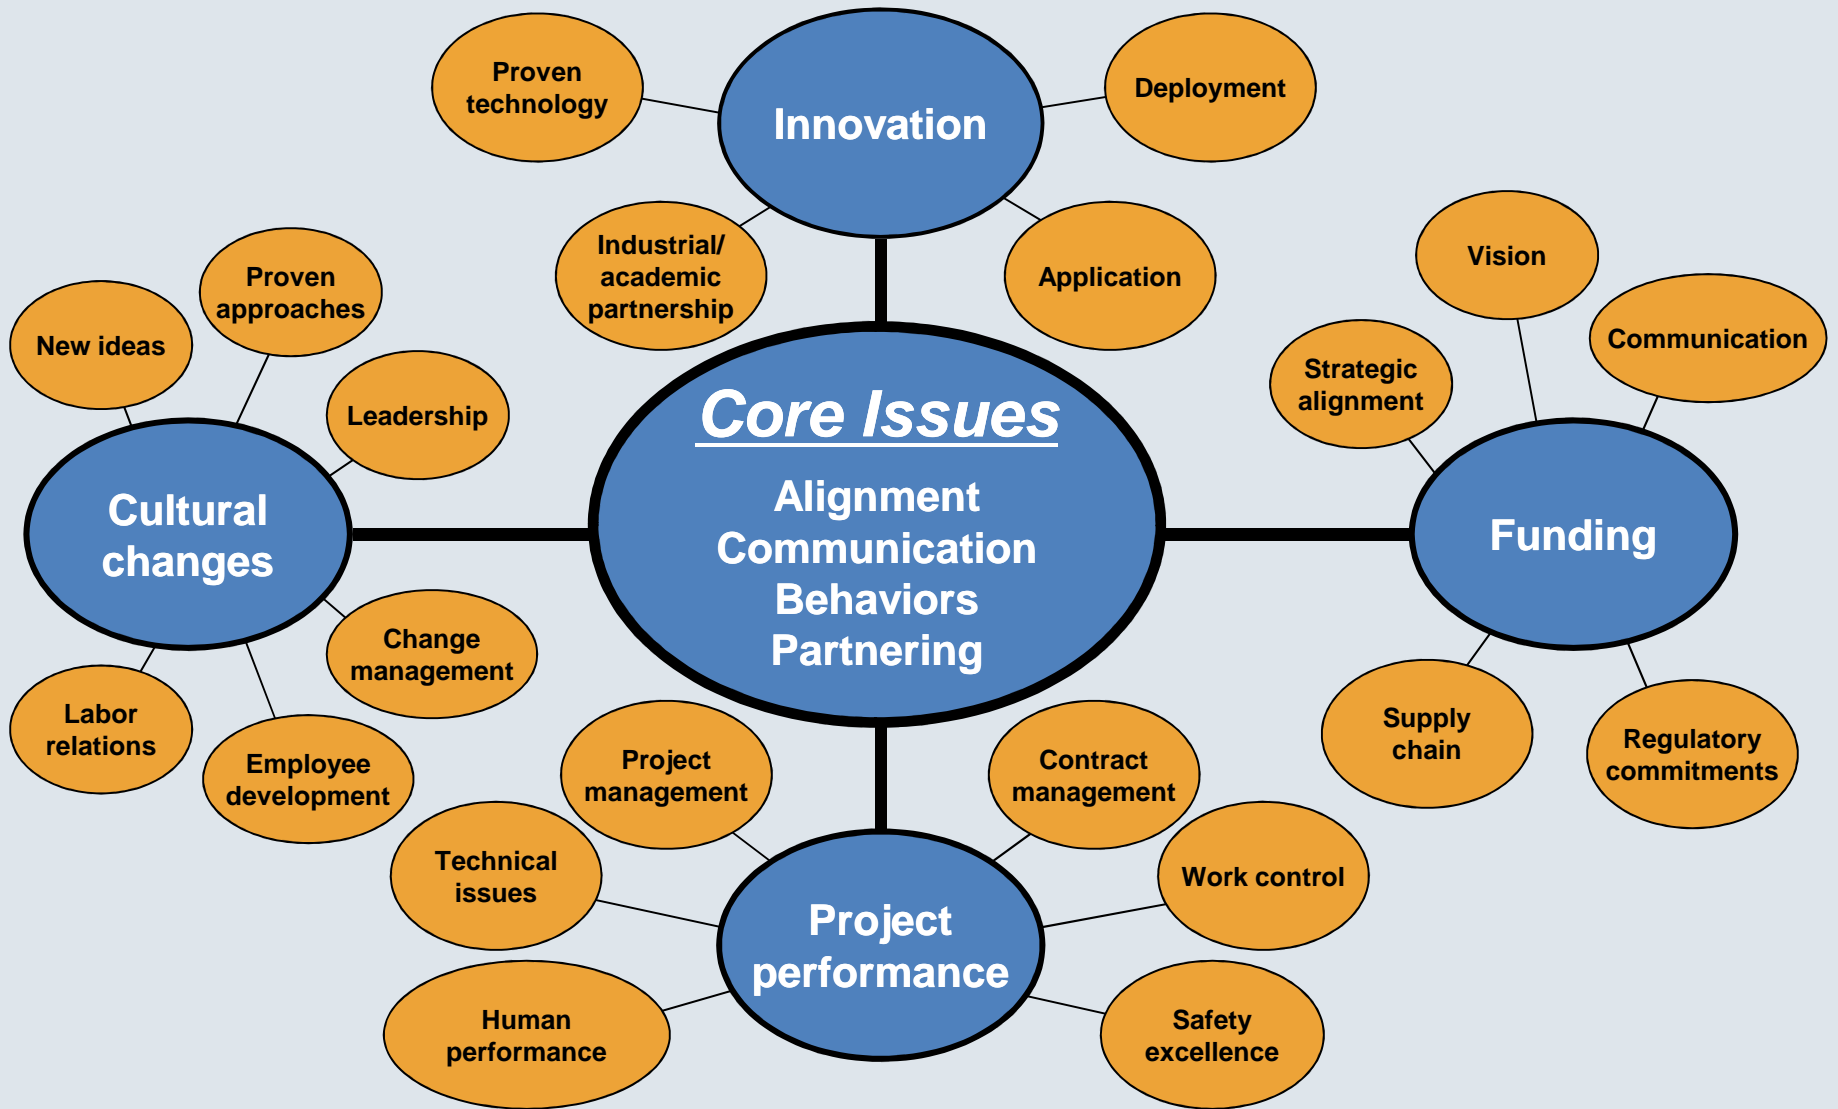 Proven
technology
Innovation
Deployment
Industrial/
academic
partnership
Application
New ideas
Proven
approaches
Leadership
Cultural
changes
Change
management
Labor
relations
Employee
development
Core Issues
Alignment
Communication
Behaviors
Partnering
Vision
Communication
Strategic
alignment
Funding
Supply
chain
Regulatory
commitments
Project
management
Contract
management
Technical
issues
Work control
Project
performance
Human
performance
Safety
excellence